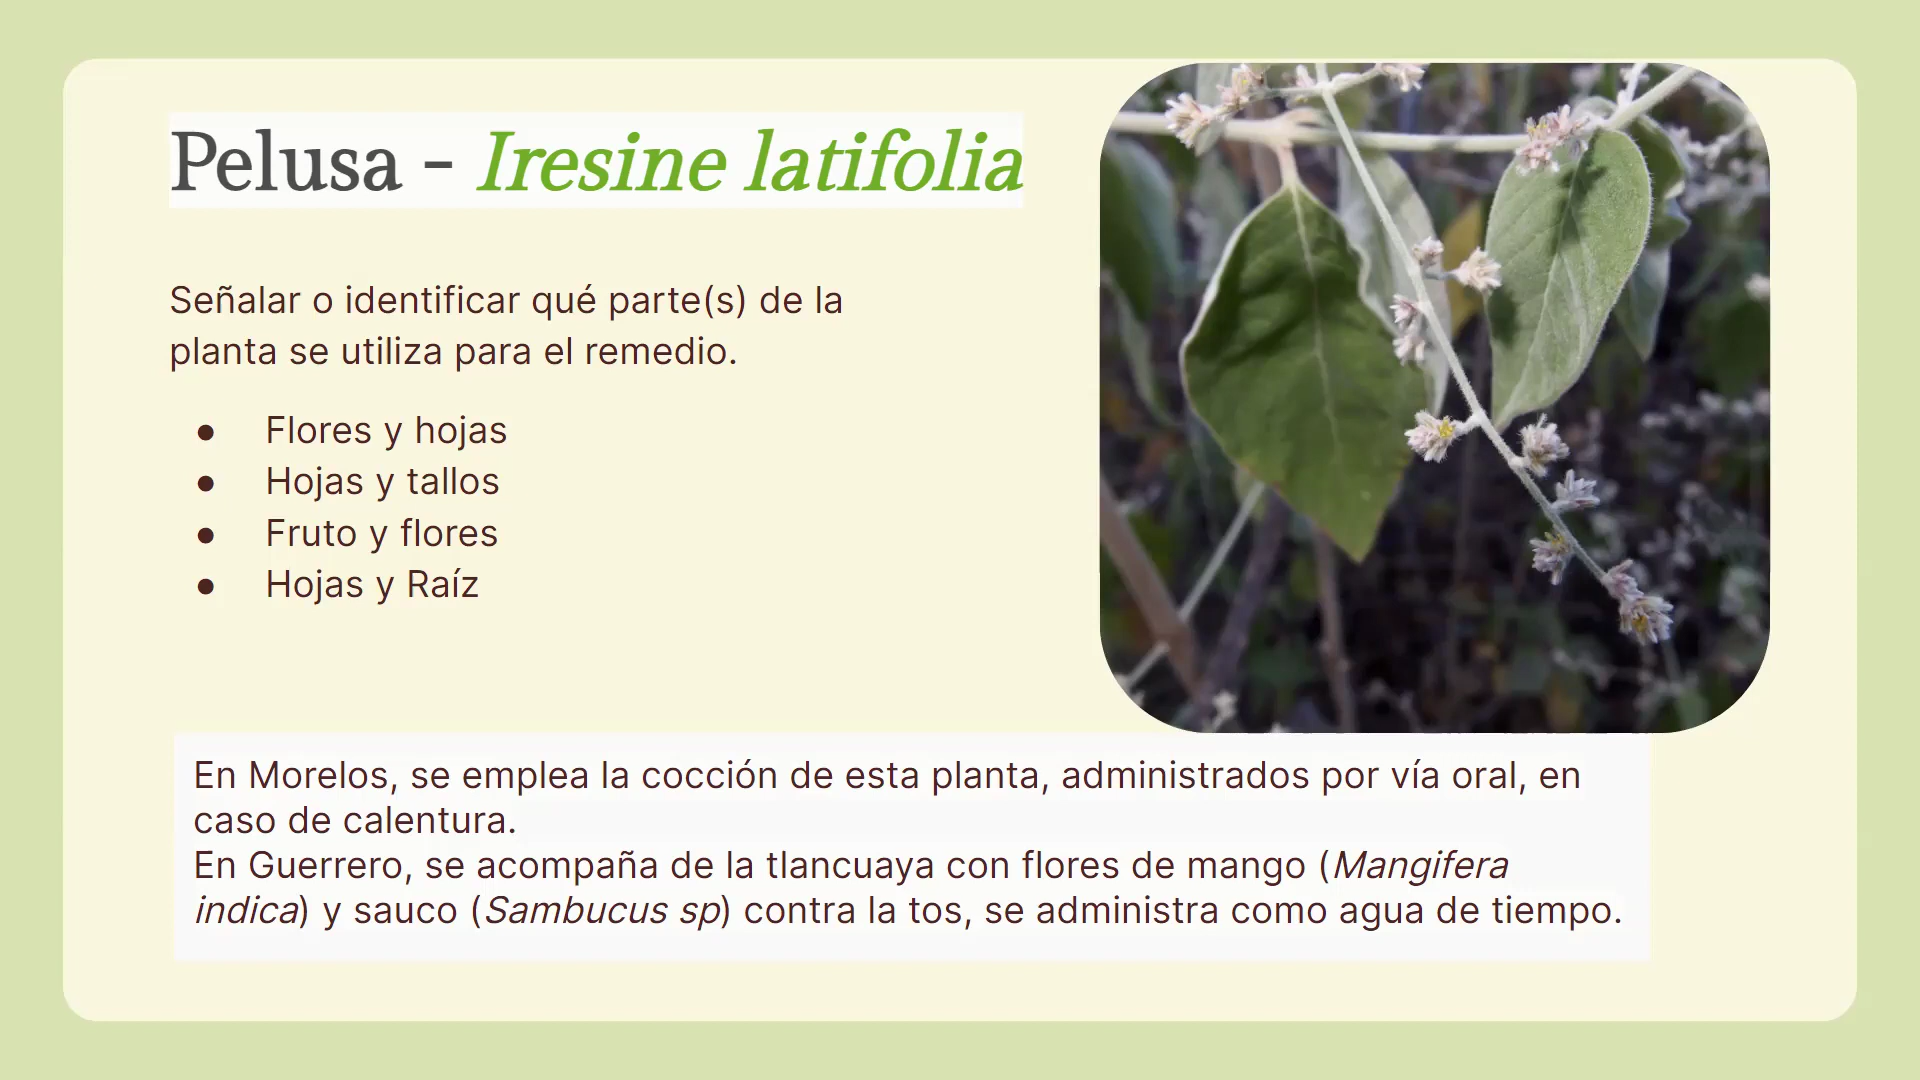 Pelusa - Iresine latifolia
Señalar o identificar qué parte(s) de la
planta se utiliza para el remedio.
● Flores y hojas
● Hojas y tallos
● Fruto y flores
● Hojas y Raíz
En Morelos, se emplea la cocción de esta planta, administrados por vía oral, en
caso de calentura.
En Guerrero, se acompaña de la tlancuaya con flores de mango (Mangifera
indica) y sauco (Sambucus sp) contra la tos, se administra como agua de tiempo.